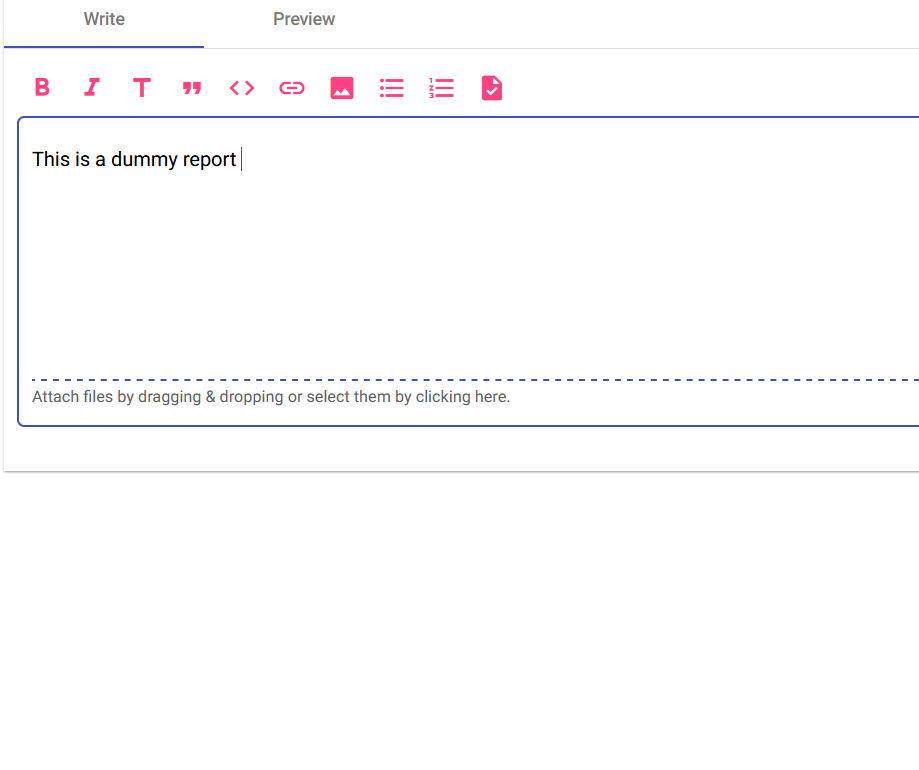 Write Preview
B I T
This is a dummy report
Attach files by dragging & dropping or select them by clicking here.